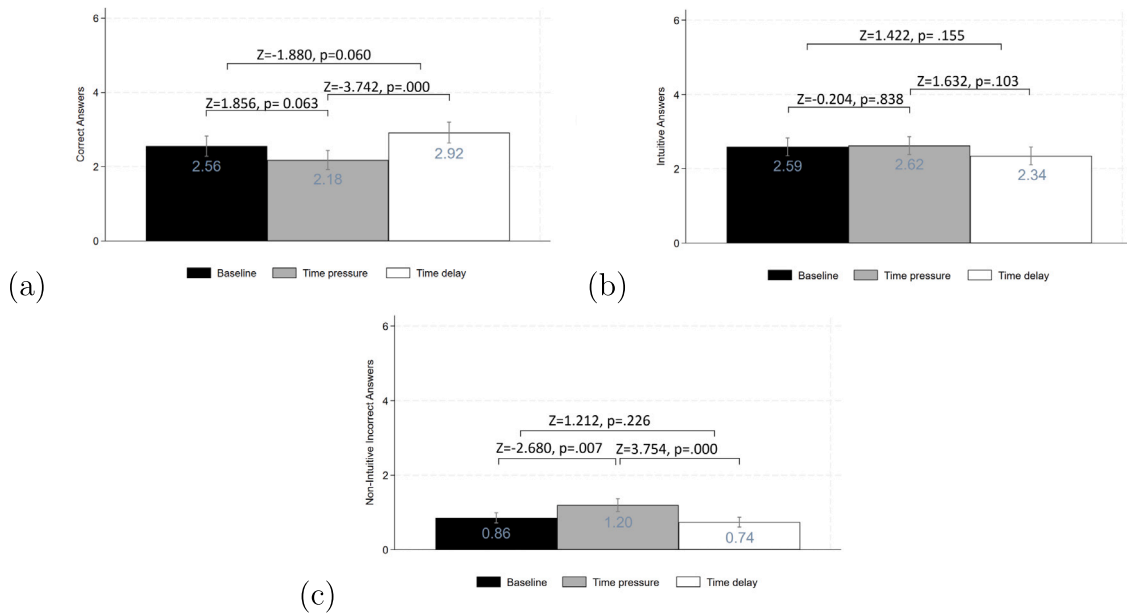 6
Z=-1.880, p=0.060
4
Z=-3.742, p=.000
Z=1.856, p= 0.063
Correct Answers
2
2.56
2.18
2.92
0
Baseline
Time pressure
Time delay
(a)
6
Z=1.422, p= .155
4
Z=1.632, p=.103
Z=-0.204, p=.838
Intuitive Answers
2
2.59
2.62
2.34
0
Baseline
Time pressure
Time delay
(b)
6
4
Z=1.212, p=.226
Z=-2.680, p=.007
Z=3.754, p=.000
Non-Intuitive Incorrect Answers
2
0.86
1.20
0.74
0
Baseline
Time pressure
Time delay
(c)